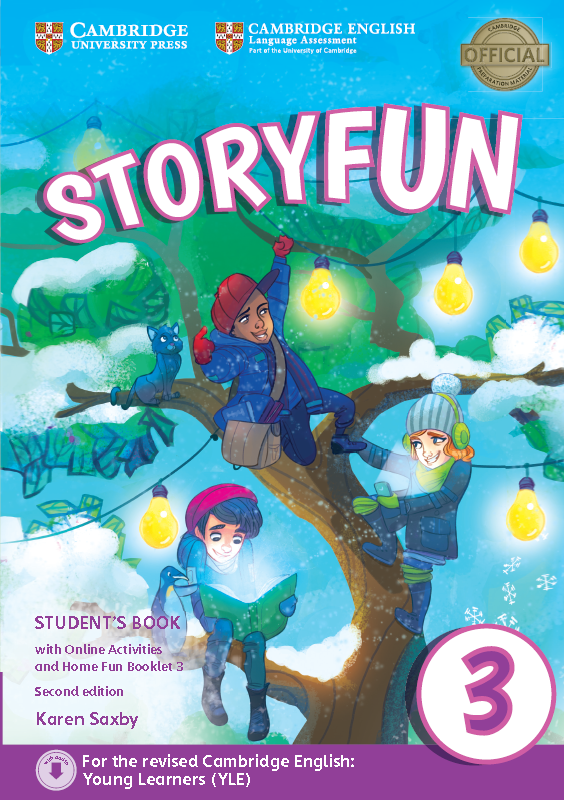 CAMBRIDGE
UNIVERSITY PRESS
CAMBRIDGE ENGLISH
Language Assessment
Part of the University of Cambridge
CAMBRIDGE
OFFICIAL
PREPARATION MATERIAL
STORYFUN
STUDENT'S BOOK
with Online Activities
and Home Fun Booklet 3
Second edition
Karen Saxby
3
with audio
For the revised Cambridge English:
Young Learners (YLE)